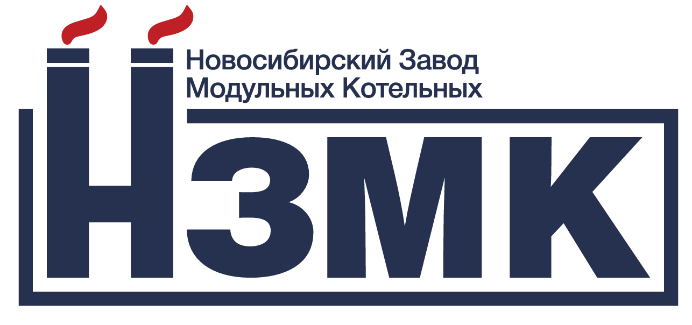 Новосибирский Завод
Модульных Котельных
НЗМК